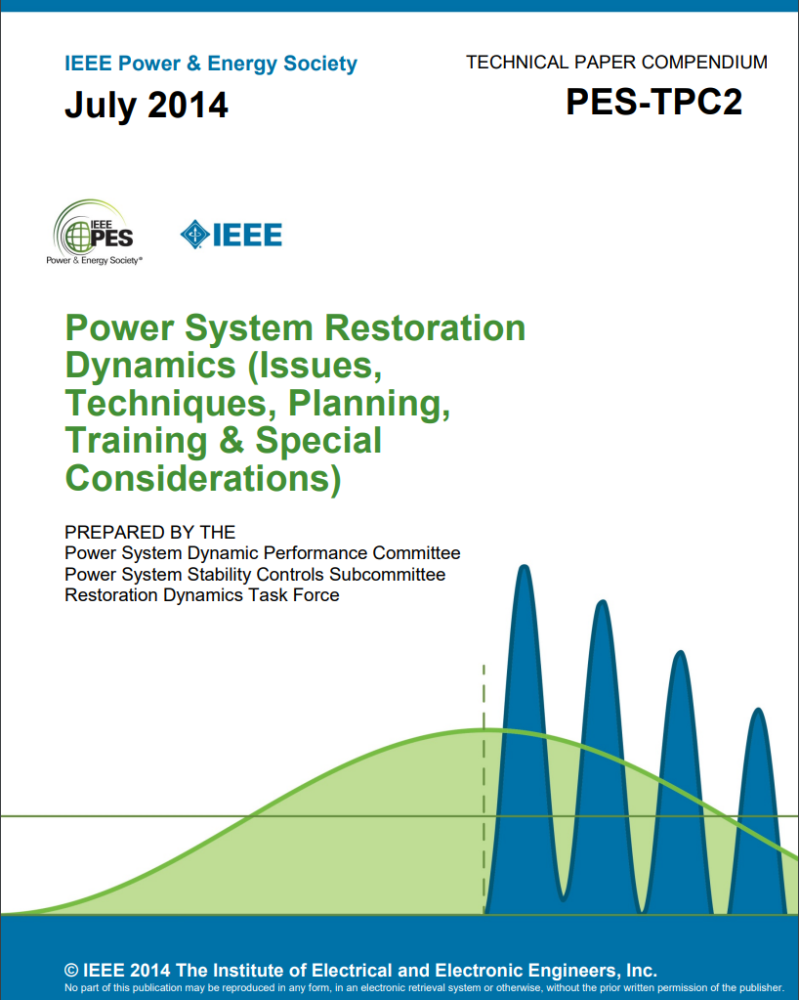 IEEE Power & Energy Society
July 2014
TECHNICAL PAPER COMPENDIUM
PES-TPC2
IEEE
PES
Power & Energy Society®
IEEE
Power System Restoration
Dynamics (Issues,
Techniques, Planning,
Training & Special
Considerations)
PREPARED BY THE
Power System Dynamic Performance Committee
Power System Stability Controls Subcommittee
Restoration Dynamics Task Force
© IEEE 2014 The Institute of Electrical and Electronic Engineers, Inc.
No part of this publication may be reproduced in any form, in an electronic retrieval system or otherwise, without the prior written permission of the publisher.